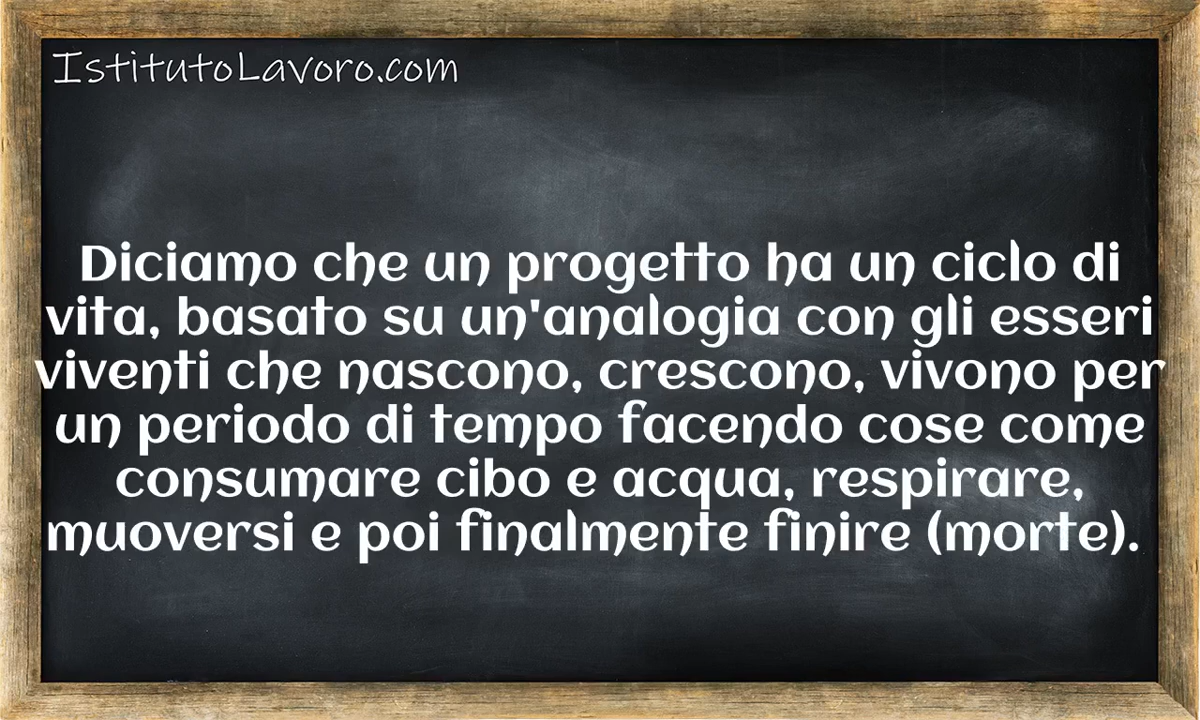 IstitutoLavoro.com
Diciamo che un progetto ha un ciclo di
vita, basato su un'analogia con gli esseri
viventi che nascono, crescono, vivono per
un periodo di tempo facendo cose come
consumare cibo e acqua, respirare,
muoversi e poi finalmente finire (morte).